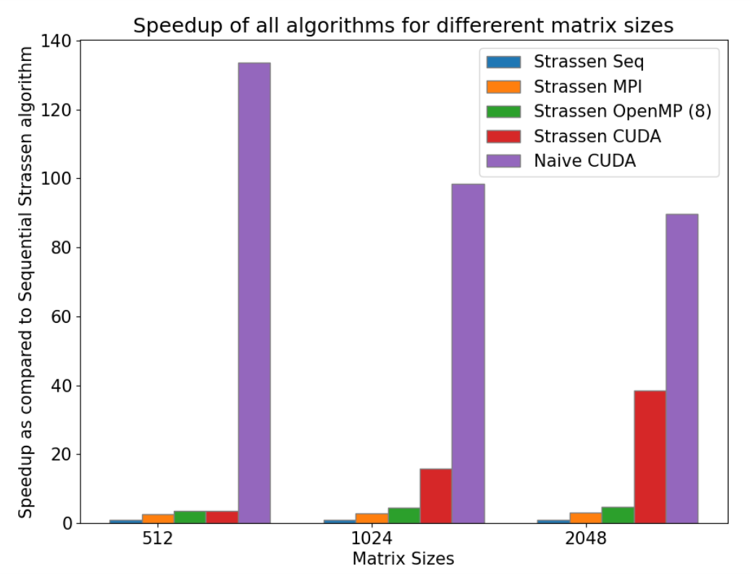 Speedup of all algorithms for differerent matrix sizes
Speedup as compared to Sequential Strassen algorithm
140
120
100
80
60
40
20
0
Strassen Seq
Strassen MPI
Strassen OpenMP (8)
Strassen CUDA
Naive CUDA
512
1024
2048
Matrix Sizes